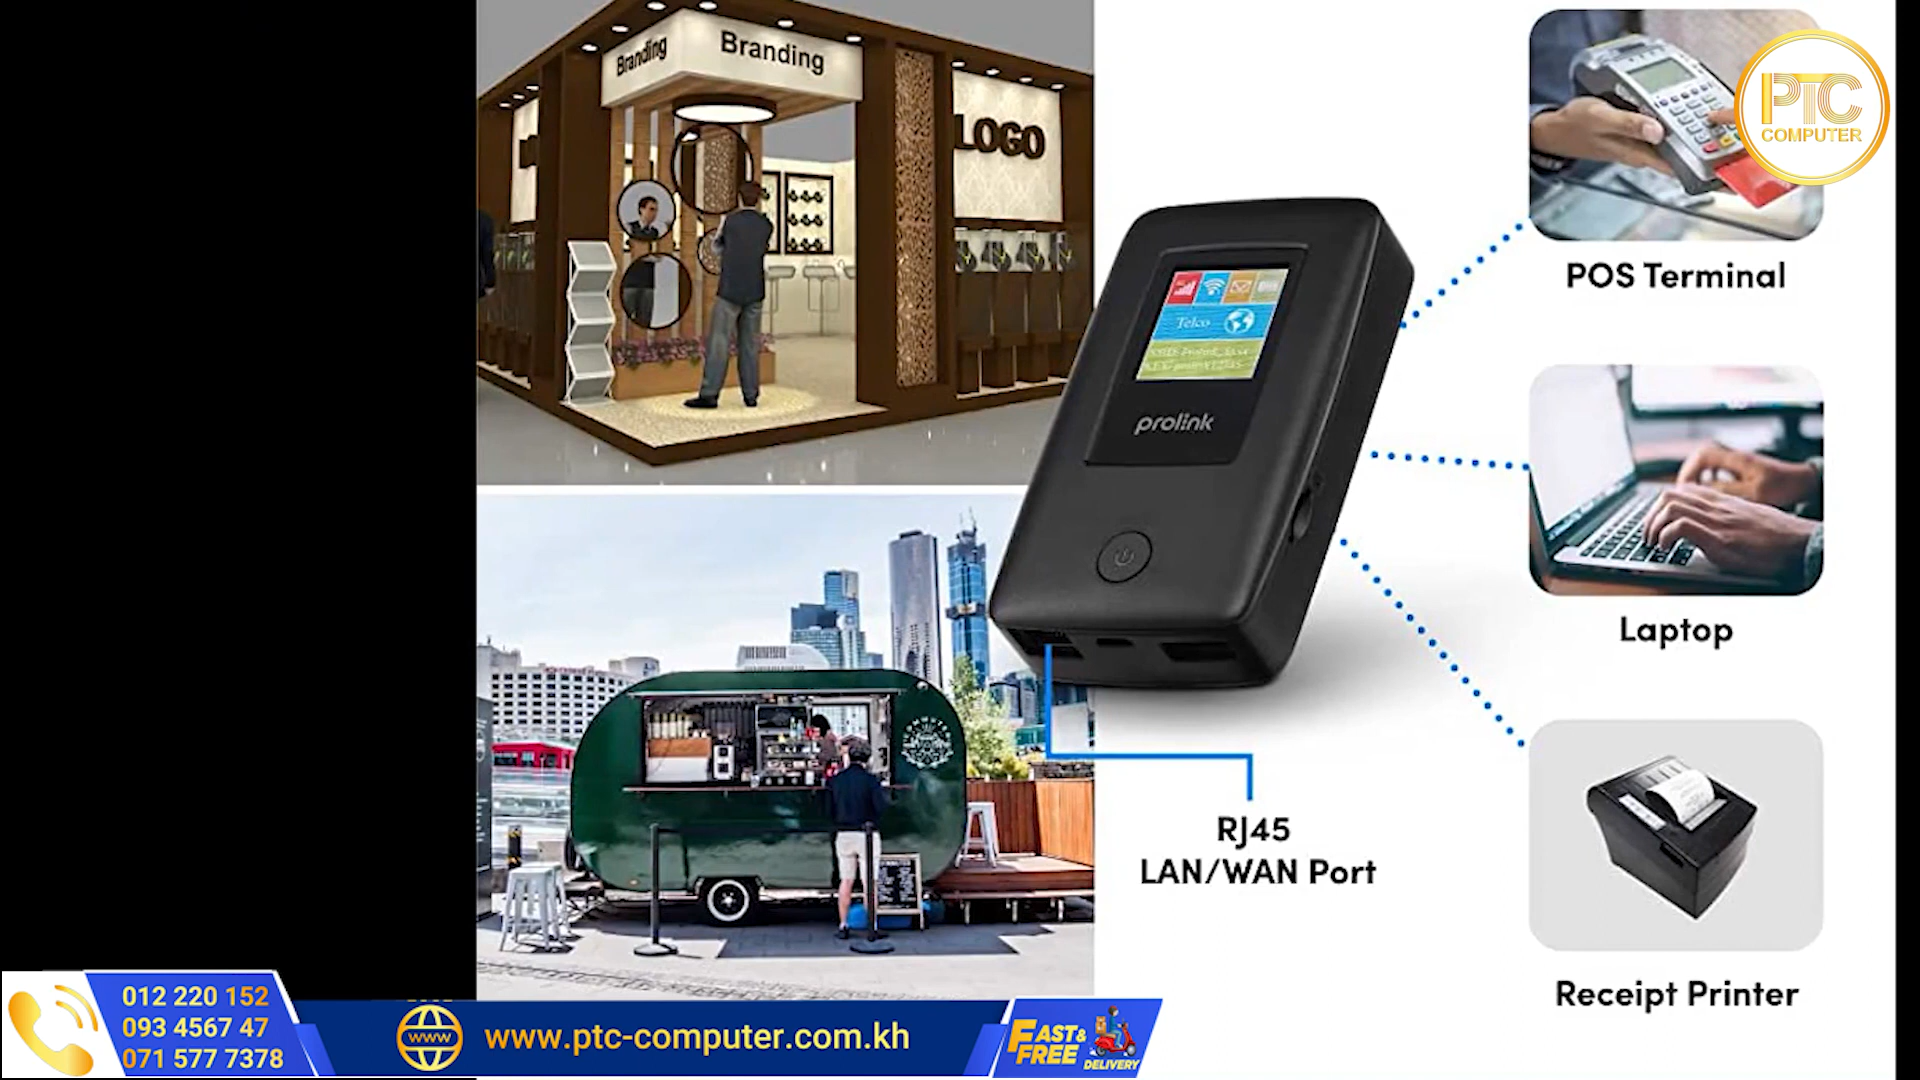 Branding
Branding
LOGO
PTC
COMPUTER
POS Terminal
Telco
prolink
Laptop
RJ45
LAN/WAN Port
Receipt Printer
012 220 152
093 4567 47
071 577 7378
WWW
www.ptc-computer.com.kh
FAST&
FREE
DELIVERY